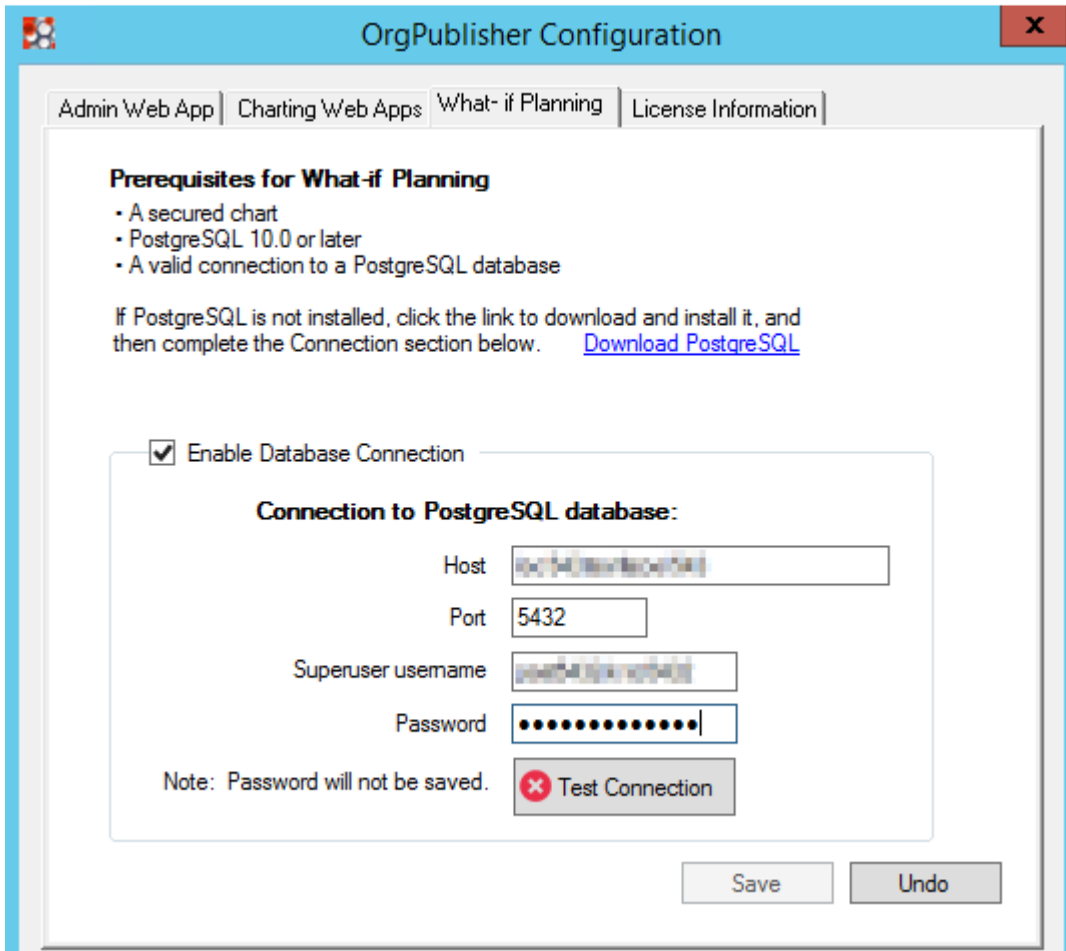 OrgPublisher Configuration
x
Admin Web App
Charting Web Apps
What- if Planning
License Information
Prerequisites for What-if Planning
• A secured chart
• PostgreSQL 10.0 or later
• A valid connection to a PostgreSQL database
If PostgreSQL is not installed, click the link to download and install it, and
then complete the Connection section below. Download PostgreSQL
Enable Database Connection
Connection to PostgreSQL database:
Host
Port 5432
Superuser username
Password •••••••••••••
Note: Password will not be saved. Test Connection
Save Undo